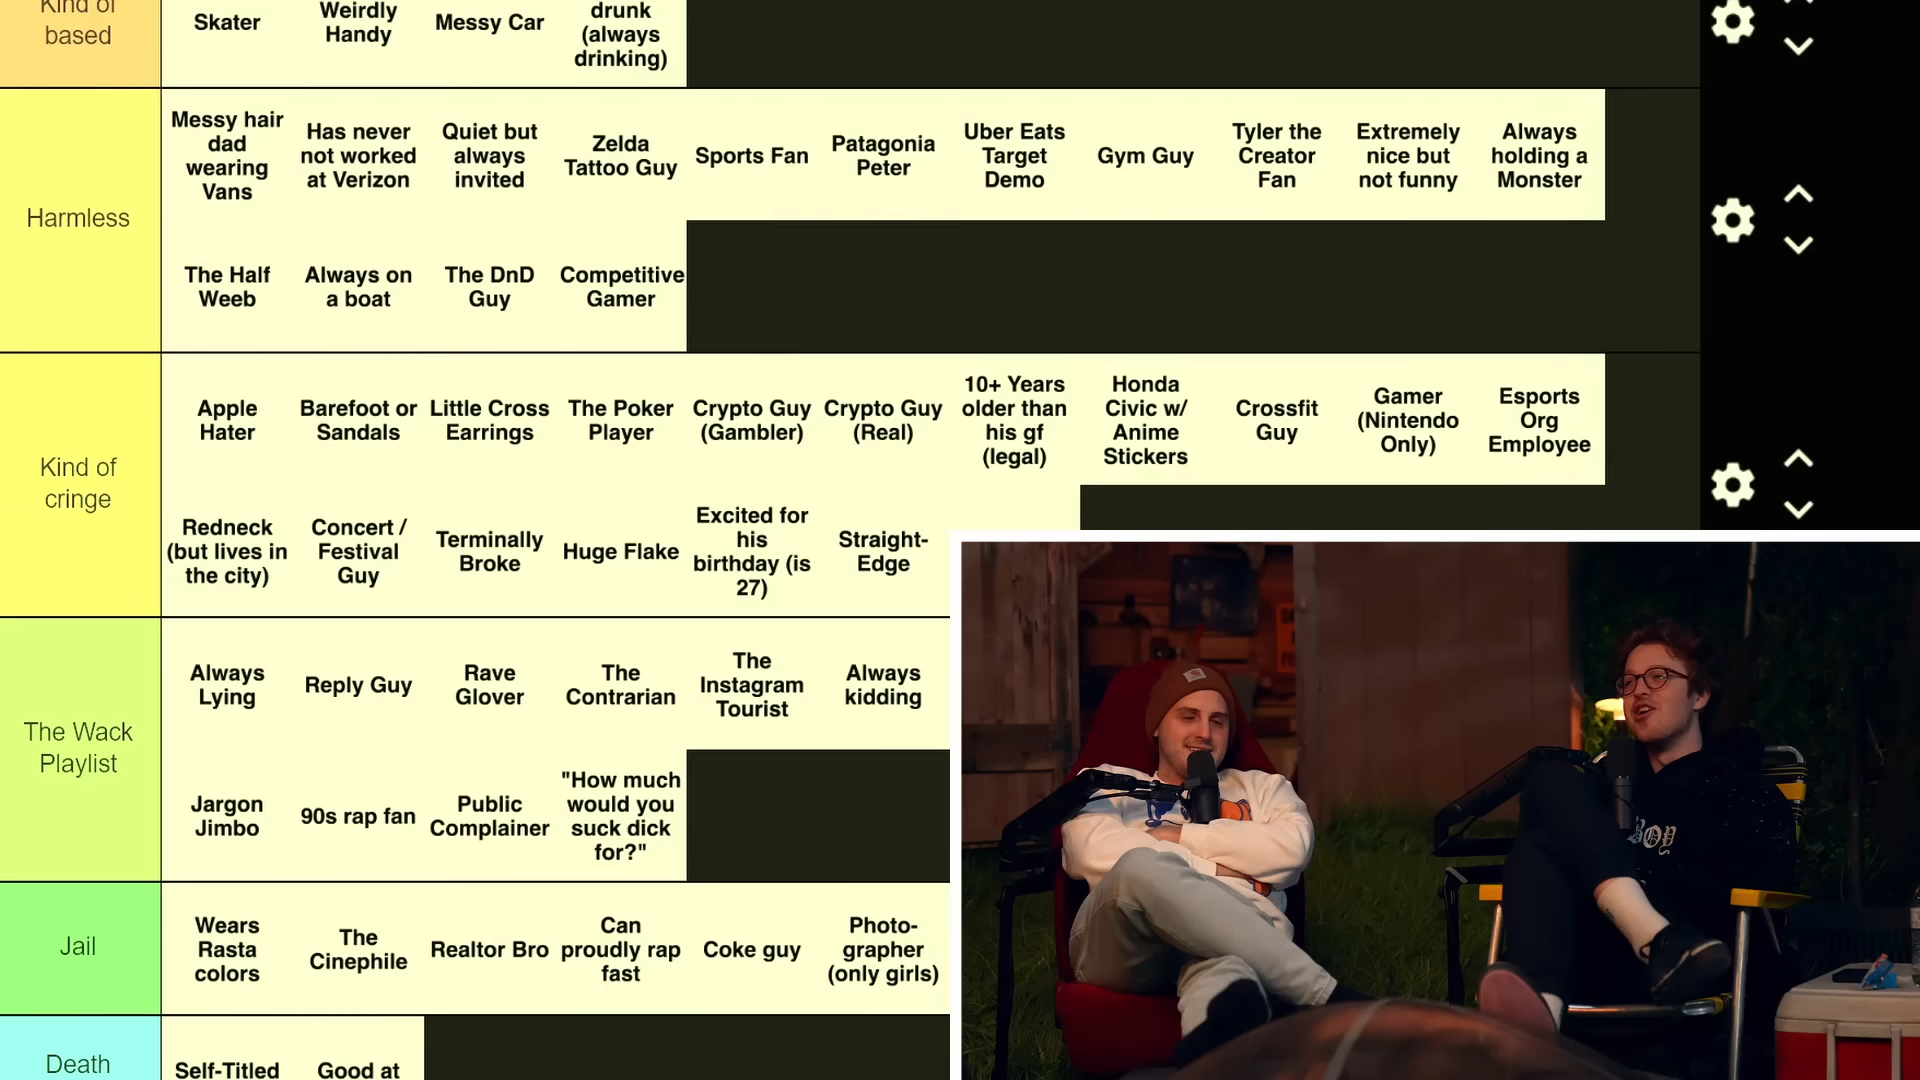 Kind of
based
Skater
Weirdly
Handy
Messy Car
drunk
(always
drinking)
Harmless
Messy hair
dad
wearing
Vans
Has never
not worked
at Verizon
Quiet but
always
invited
Zelda
Tattoo Guy
Sports Fan
Patagonia
Peter
Uber Eats
Target
Demo
Gym Guy
Tyler the
Creator
Fan
Extremely
nice but
not funny
Always
holding a
Monster
The Half
Weeb
Always on
a boat
The DnD
Guy
Competitive
Gamer
Kind of
cringe
Apple
Hater
Barefoot or
Sandals
Little Cross
Earrings
The Poker
Player
Crypto Guy
(Gambler)
Crypto Guy
(Real)
10+ Years
older than
his gf
(legal)
Honda
Civic w/
Anime
Stickers
Crossfit
Guy
Gamer
(Nintendo
Only)
Esports
Org
Employee
Redneck
(but lives in
the city)
Concert /
Festival
Guy
Terminally
Broke
Huge Flake
Excited for
his
birthday (is
27)
Straight-
Edge
The Wack
Playlist
Always
Lying
Reply Guy
Rave
Glover
The
Contrarian
The
Instagram
Tourist
Always
kidding
Jargon
Jimbo
90s rap fan
Public
Complainer
"How much
would you
suck dick
for?"
Jail
Wears
Rasta
colors
The
Cinephile
Realtor Bro
Can
proudly rap
fast
Coke guy
Photo-
grapher
(only girls)
Death
Self-Titled
Good at
BOY